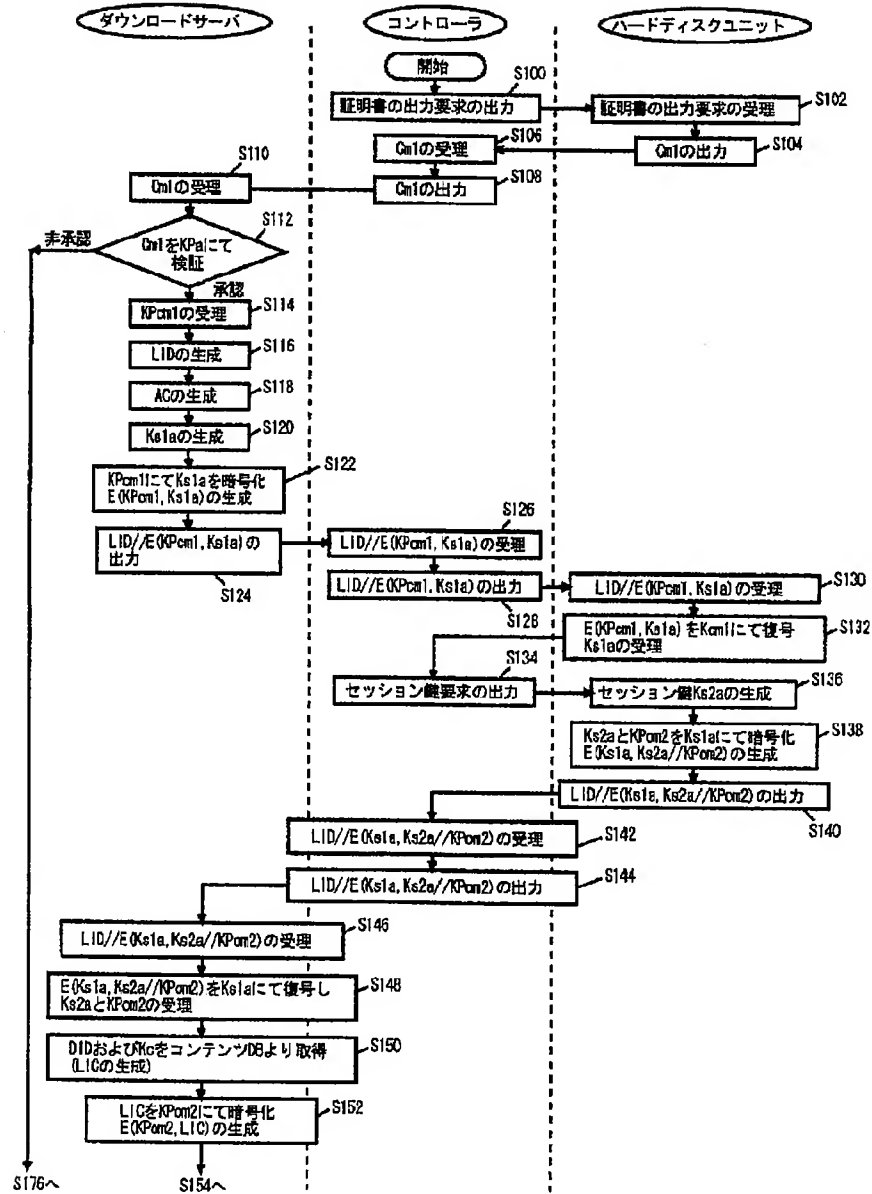 ダウンロードサーバ
コントローラ
ハードディスクユニット
開始
S100
証明書の出力要求の出力
S102
証明書の出力要求の受理
S106
Cm1の受理
S104
Cm1の出力
S108
Cm1の出力
S110
Cm1の受理
S112
Cm1をKPaにて
検証
非承認
承認
S114
KPcm1の受理
S116
LIDの生成
S118
ACの生成
S120
Ks1aの生成
S122
KPcm1にてKs1aを暗号化
E(KPcm1,Ks1a)の生成
LID//E(KPcm1,Ks1a)の
出力
S124
S126
LID//E(KPcm1,Ks1a)の受理
LID//E(KPcm1,Ks1a)の出力
S128
LID//E(KPcm1,Ks1a)の受理
S130
E(KPcm1,Ks1a)をKcm1にて復号
Ks1aの受理
S132
S134
セッション鍵要求の出力
セッション鍵Ks2aの生成
S136
Ks2aとKPom2をKs1aにて暗号化
E(Ks1a,Ks2a//KPom2)の生成
S138
LID//E(Ks1a,Ks2a//KPom2)の出力
S140
LID//E(Ks1a,Ks2a//KPom2)の受理
S142
LID//E(Ks1a,Ks2a//KPom2)の出力
S144
LID//E(Ks1a,Ks2a//KPom2)の受理
S146
E(Ks1a,Ks2a//KPom2)をKs1aにて復号し
Ks2aとKPom2の受理
S148
DIDおよびKcをコンテンツDBより取得
(LICの生成)
S150
LICをKPom2にて暗号化
E(KPom2,LIC)の生成
S152
S176へ
S154へ